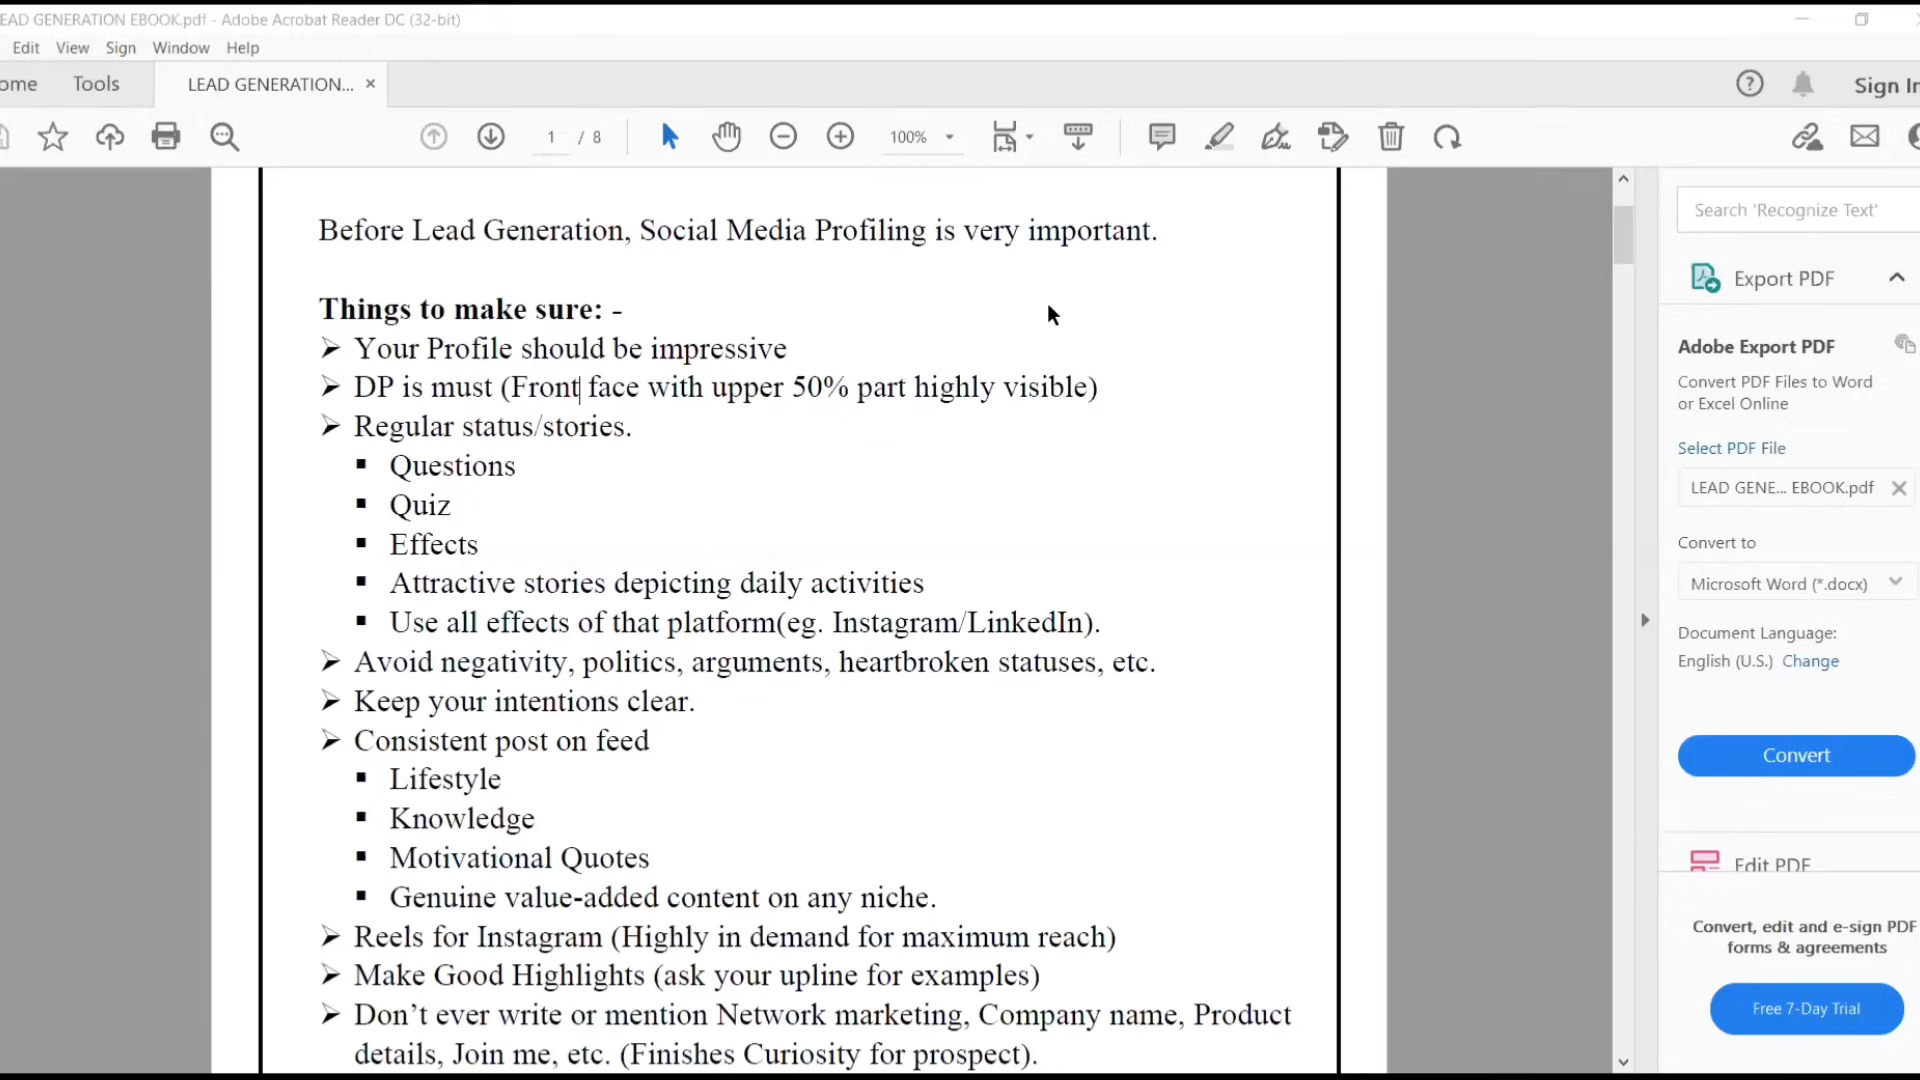 EAD GENERATION EBOOK.pdf - Adobe Acrobat Reader DC (32-bit)
Edit View Sign Window Help
ome Tools LEAD GENERATION... ×
Sign In
1 / 8 100%
Before Lead Generation, Social Media Profiling is very important.
Things to make sure: -
➢ Your Profile should be impressive
➢ DP is must (Front face with upper 50% part highly visible)
➢ Regular status/stories.
▪ Questions
▪ Quiz
▪ Effects
▪ Attractive stories depicting daily activities
▪ Use all effects of that platform(eg. Instagram/LinkedIn).
➢ Avoid negativity, politics, arguments, heartbroken statuses, etc.
➢ Keep your intentions clear.
➢ Consistent post on feed
▪ Lifestyle
▪ Knowledge
▪ Motivational Quotes
▪ Genuine value-added content on any niche.
➢ Reels for Instagram (Highly in demand for maximum reach)
➢ Make Good Highlights (ask your upline for examples)
➢ Don’t ever write or mention Network marketing, Company name, Product
details, Join me, etc. (Finishes Curiosity for prospect).
Search 'Recognize Text'
Export PDF
Adobe Export PDF
Convert PDF Files to Word
or Excel Online
Select PDF File
LEAD GENE... EBOOK.pdf
Convert to
Microsoft Word (*.docx)
Document Language:
English (U.S.) Change
Convert
Edit PDF
Convert, edit and e-sign PDF
forms & agreements
Free 7-Day Trial